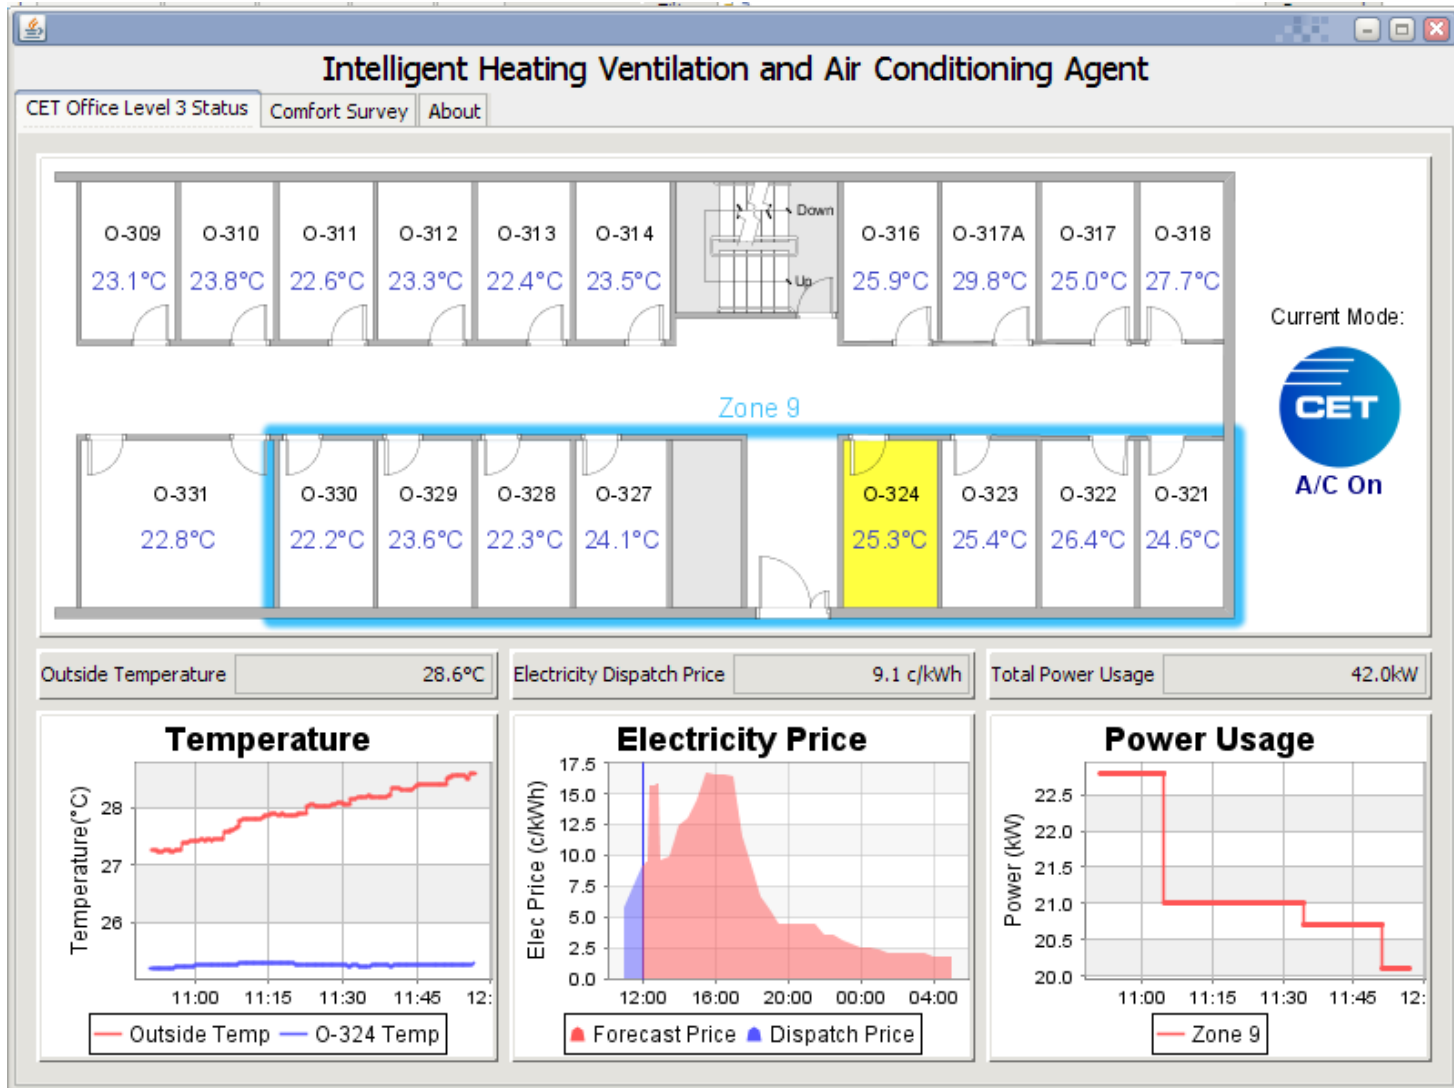 Intelligent Heating Ventilation and Air Conditioning Agent
CET Office Level 3 Status Comfort Survey About
O-309 O-310 O-311 O-312 O-313 O-314 Down O-316 O-317A O-317 O-318
23.1°C 23.8°C 22.6°C 23.3°C 22.4°C 23.5°C Up 25.9°C 29.8°C 25.0°C 27.7°C
Current Mode:
CET
A/C On
Zone 9
O-331 O-330 O-329 O-328 O-327 O-324 O-323 O-322 O-321
22.8°C 22.2°C 23.6°C 22.3°C 24.1°C 25.3°C 25.4°C 26.4°C 24.6°C
Outside Temperature 28.6°C Electricity Dispatch Price 9.1 c/kWh Total Power Usage 42.0kW
Temperature
Temperature(°C)
28
27
26
11:00 11:15 11:30 11:45 12:
Outside Temp O-324 Temp
Electricity Price
Elec Price (c/kWh)
17.5
15.0
12.5
10.0
7.5
5.0
2.5
0.0
12:00 16:00 20:00 00:00 04:00
Forecast Price Dispatch Price
Power Usage
Power (kW)
22.5
22.0
21.5
21.0
20.5
20.0
11:00 11:15 11:30 11:45 12:
Zone 9